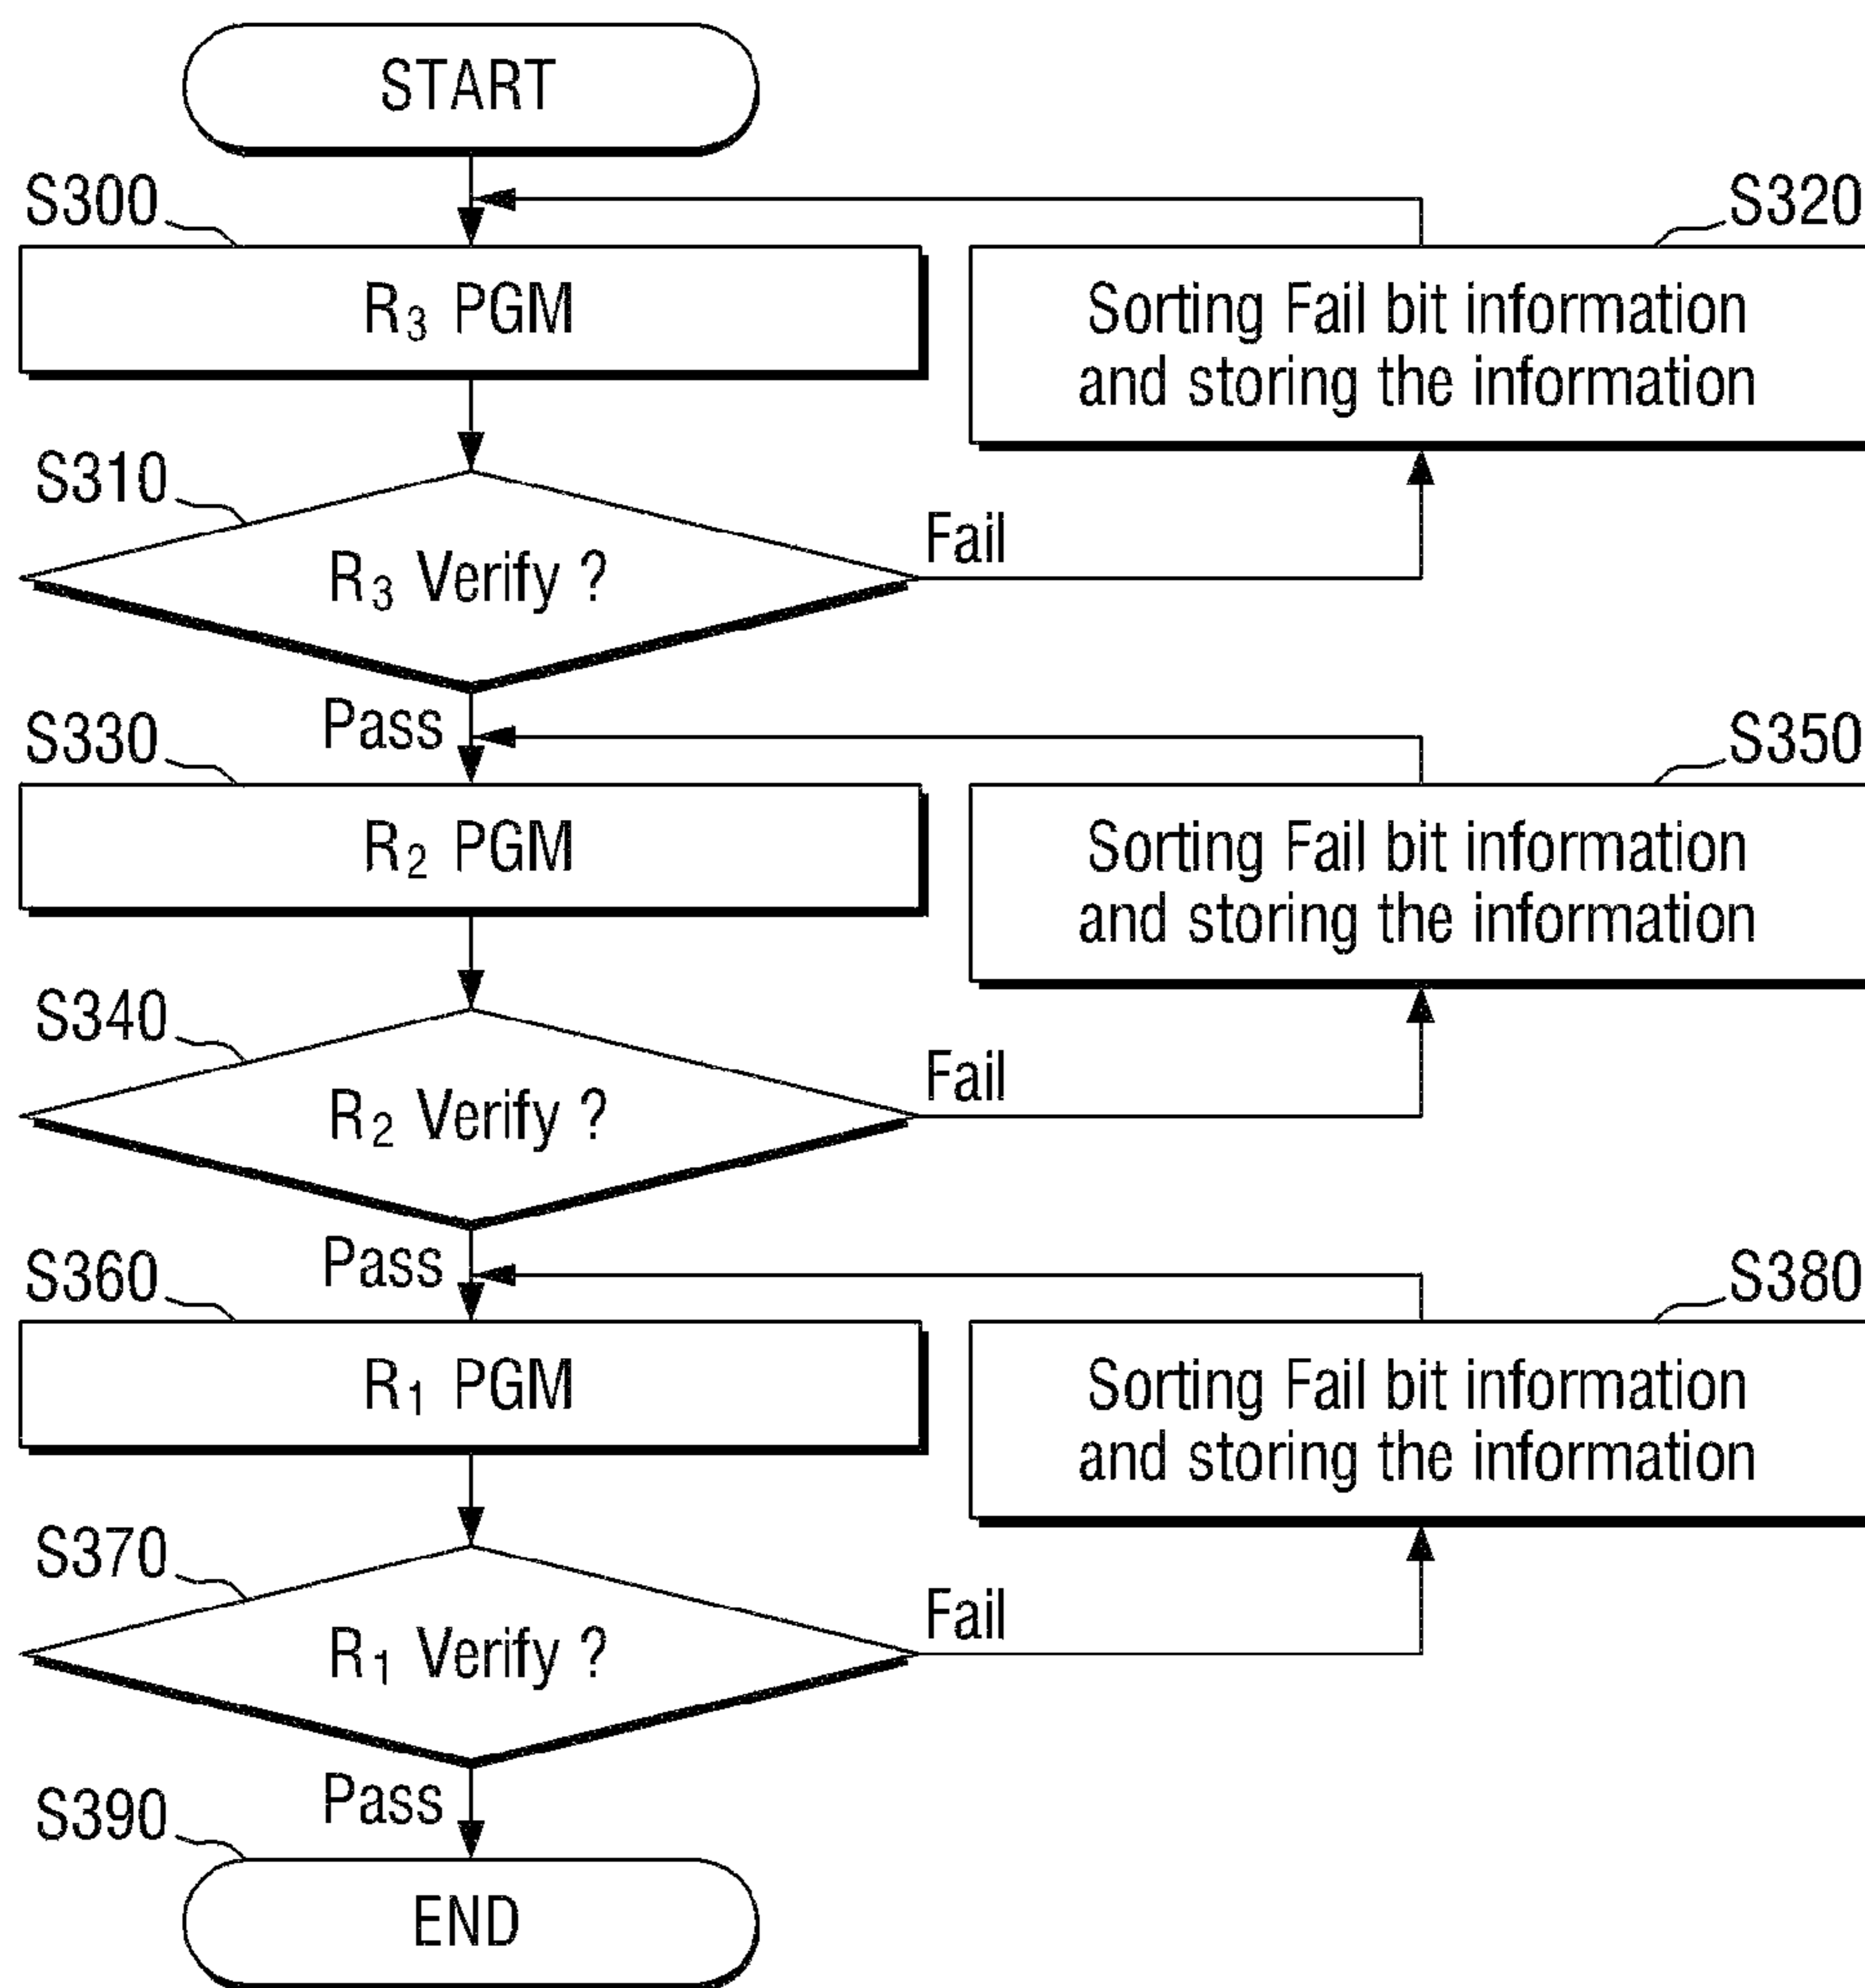 START
S300
S320
R₃ PGM
Sorting Fail bit information
and storing the information
S310
R₃ Verify ?
Fail
Pass
S330
S350
R₂ PGM
Sorting Fail bit information
and storing the information
S340
R₂ Verify ?
Fail
Pass
S360
S380
R₁ PGM
Sorting Fail bit information
and storing the information
S370
R₁ Verify ?
Fail
Pass
S390
END